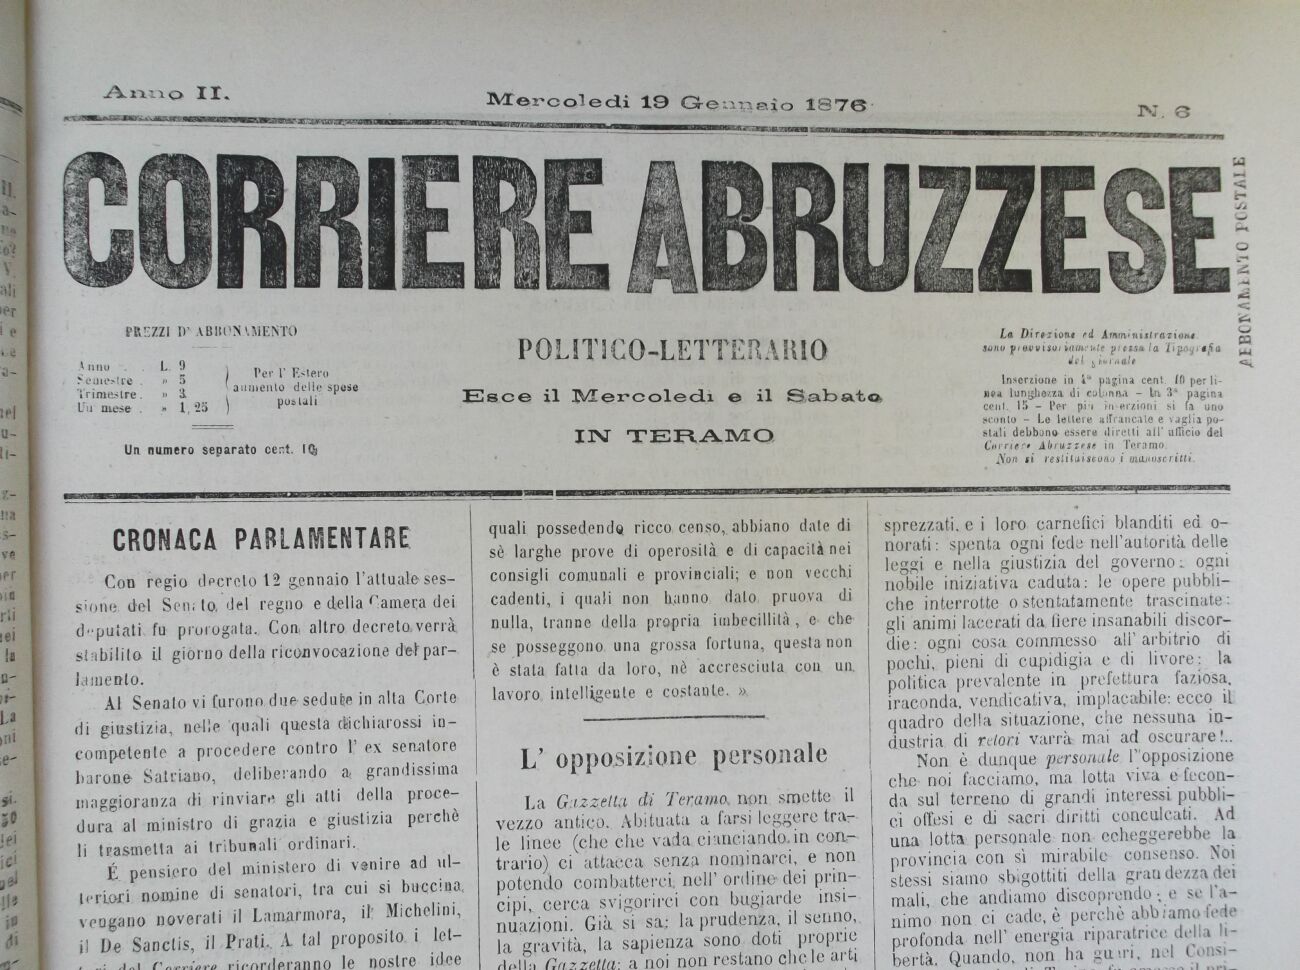 Anno II.
Mercoledi 19 Gennaio 1876
N. 6
CORRIERE ABRUZZESE
ABBONAMENTO POSTALE
PREZZI D' ABBONAMENTO
Anno . . L. 9
Semestre . » 5
Trimestre . » 3
Un mese . » 1, 25
Per l' Estero
aumento delle spese
postali
Un numero separato cent. 10
POLITICO-LETTERARIO
Esce il Mercoledi e il Sabato
IN TERAMO
La Direzione ed Amministrazione
sono provvisoriamente presso la Tipografia
del giornale
Inserzione in 4ª pagina cent. 10 per li-
nea lunghezza di colonna - In 3ª pagina
cent. 15 - Per più inserzioni si fa uno
sconto - Le lettere affrancate e vaglia po-
stali debbono essere diretti all' ufficio del
Corriere Abruzzese in Teramo.
Non si restituiscono i manoscritti.
CRONACA PARLAMENTARE
Con regio decreto 12 gennaio l'attuale ses-
sione del Senato del regno e della Camera dei
deputati fu prorogata. Con altro decreto verrà
stabilito il giorno della riconvocazione del par-
lamento.
Al Senato vi furono due sedute in alta Corte
di giustizia, nelle quali questa dichiarossi in-
competente a procedere contro l' ex senatore
barone Satriano, deliberando a grandissima
maggioranza di rinviare gli atti della proce-
dura al ministro di grazia e giustizia perchè
li trasmetta ai tribunali ordinari.
É pensiero del ministero di venire ad ul-
teriori nomine di senatori, tra cui si buccina
vengano noverati il Lamarmora, il Michelini,
il De Sanctis, il Prati. A tal proposito i let-
tori del Corriere ricorderanno le nostre idee
quali possedendo ricco censo, abbiano date di
sè larghe prove di operosità e di capacità nei
consigli comunali e provinciali; e non vecchi
cadenti, i quali non hanno dato pruova di
nulla, tranne della propria imbecillità, e che
se posseggono una grossa fortuna, questa non
è stata fatta da loro, nè accresciuta con un
lavoro intelligente e costante. »
L' opposizione personale
La Gazzetta di Teramo non smette il
vezzo antico. Abituata a farsi leggere tra-
le linee (che che vada cianciando in con-
trario) ci attacca senza nominarci, e non
potendo combatterci nell' ordine dei prin-
cipi, cerca svigorirci con bugiarde insi-
nuazioni. Già si sa: la prudenza, il senno,
la gravità, la sapienza sono doti proprie
della Gazzetta; a noi non restano che le arti
sprezzati, e i loro carnefici blanditi ed o-
norati: spenta ogni fede nell'autorità delle
leggi e nella giustizia del governo: ogni
nobile iniziativa caduta: le opere pubbli-
che interrotte o stentatamente trascinate:
gli animi lacerati da fiere insanabili discor-
die: ogni cosa commesso all' arbitrio di
pochi, pieni di cupidigia e di livore: la
politica prevalente in prefettura faziosa,
iraconda, vendicativa, implacabile: ecco il
quadro della situazione, che nessuna in-
dustria di retori varrà mai ad oscurare!..
Non è dunque personale l'opposizione
che noi facciamo, ma lotta viva e fecon-
da sul terreno di grandi interessi pubbli-
ci offesi e di sacri diritti conculcati. Ad
una lotta personale non echeggerebbe la
provincia con sì mirabile consenso. Noi
stessi siamo sbigottiti della grandezza dei
mali, che andiamo discoprendo; e se l'a-
nimo non ci cade, è perchè abbiamo fede
profonda nell' energia riparatrice della li-
bertà. Quando, non ha guiri, nel Consi-